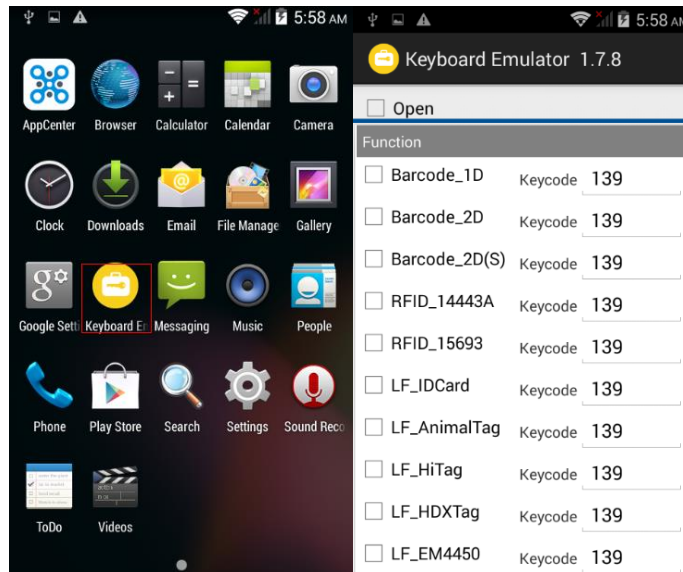 5:58 AM
AppCenter Browser Calculator Calendar Camera
Clock Downloads Email File Manage Gallery
Google Setti Keyboard En Messaging Music People
Phone Play Store Search Settings Sound Reco
ToDo Videos
5:58 AM
Keyboard Emulator 1.7.8
Open
Function
Barcode_1D Keycode 139
Barcode_2D Keycode 139
Barcode_2D(S) Keycode 139
RFID_14443A Keycode 139
RFID_15693 Keycode 139
LF_IDCard Keycode 139
LF_AnimalTag Keycode 139
LF_HiTag Keycode 139
LF_HDXTag Keycode 139
LF_EM4450 Keycode 139